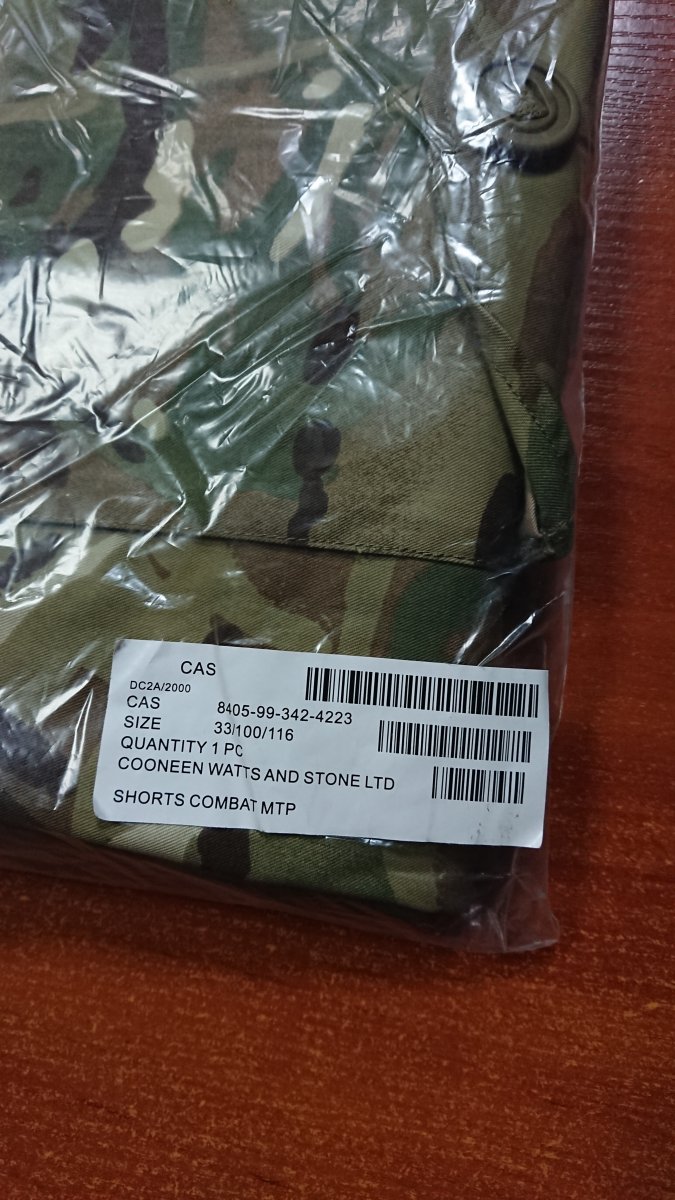 CAS
DC2A/2000
CAS 8405-99-342-4223
SIZE 33/100/116
QUANTITY 1 PC
COONEEN WATTS AND STONE LTD
SHORTS COMBAT MTP